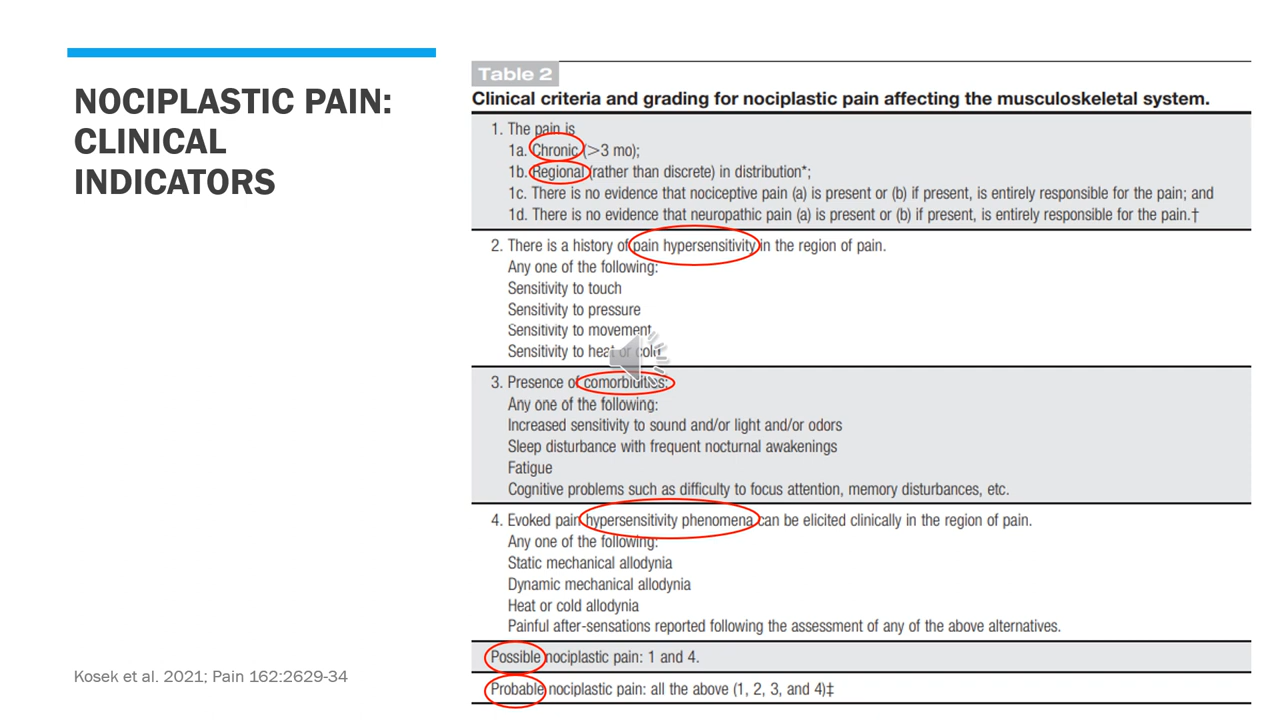 NOCIPLASTIC PAIN:
CLINICAL
INDICATORS
Table 2
Clinical criteria and grading for nociplastic pain affecting the musculoskeletal system.
1. The pain is
1a. Chronic (>3 mo);
1b. Regional (rather than discrete) in distribution*;
1c. There is no evidence that nociceptive pain (a) is present or (b) if present, is entirely responsible for the pain; and
1d. There is no evidence that neuropathic pain (a) is present or (b) if present, is entirely responsible for the pain.†
2. There is a history of pain hypersensitivity in the region of pain.
Any one of the following:
Sensitivity to touch
Sensitivity to pressure
Sensitivity to movement
Sensitivity to heat or cold
3. Presence of comorbidities:
Any one of the following:
Increased sensitivity to sound and/or light and/or odors
Sleep disturbance with frequent nocturnal awakenings
Fatigue
Cognitive problems such as difficulty to focus attention, memory disturbances, etc.
4. Evoked pain hypersensitivity phenomena can be elicited clinically in the region of pain.
Any one of the following:
Static mechanical allodynia
Dynamic mechanical allodynia
Heat or cold allodynia
Painful after-sensations reported following the assessment of any of the above alternatives.
Possible nociplastic pain: 1 and 4.
Probable nociplastic pain: all the above (1, 2, 3, and 4)‡
Kosek et al. 2021; Pain 162:2629-34